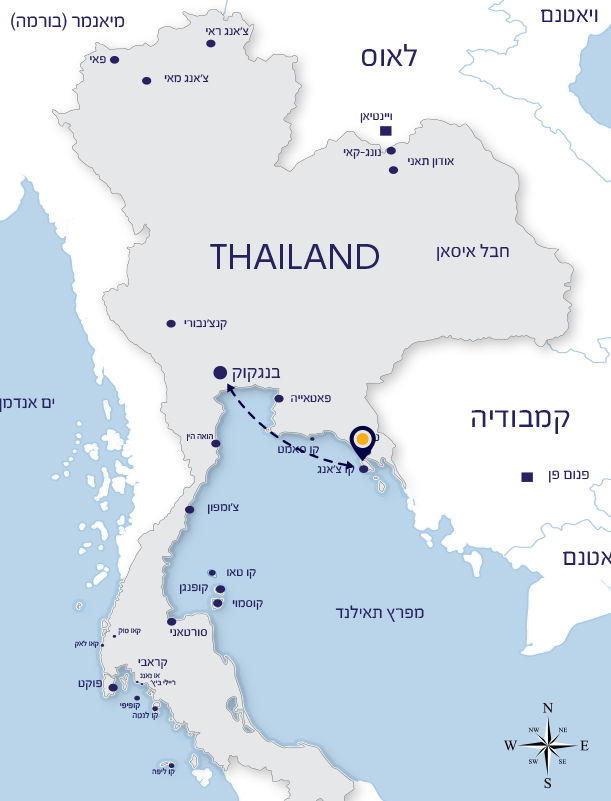 מיאנמר (בורמה)
ויאטנם
צ'אנג ראי
פאי
צ'אנג מאי
לאוס
ויינטיאן
נונג-קאי
אודון תאני
THAILAND
חבל איסאן
קנצ'נבורי
בנגקוק
פאטאייה
ים אנדמן
קמבודיה
הואה הין
קו סאמט
קו צ'אנג
פנום פן
צ'ומפון
אטנם
קו טאו
קופנגן
קוסמוי
מפרץ תאילנד
סורטאני
קאו סוק
קאו לאק
קראבי
או נאנג
ריילי ביץ'
פוקט
קופיפי
קו לנטה
קו ליפה
N
NW
NE
W
E
SW
SE
S